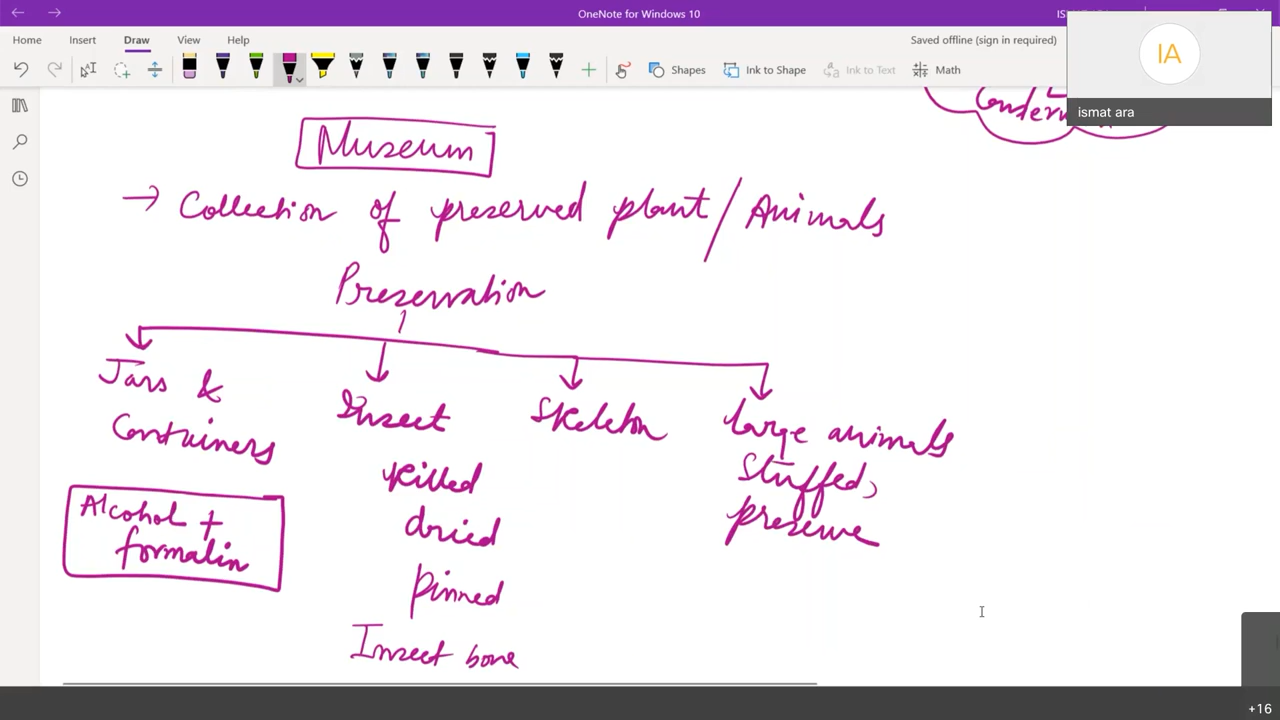 OneNote for Windows 10
Home Insert Draw View Help
Saved offline (sign in required)
IA
ismat ara
Shapes Ink to Shape Ink to Text Math
Museum
→ Collection of preserved plant / Animals
Preservation
Jars &
Containers
Insect
Skeleton
large animals
Alcohol +
formalin
killed
dried
pinned
Insect bone
Stuffed,
preserve
+16